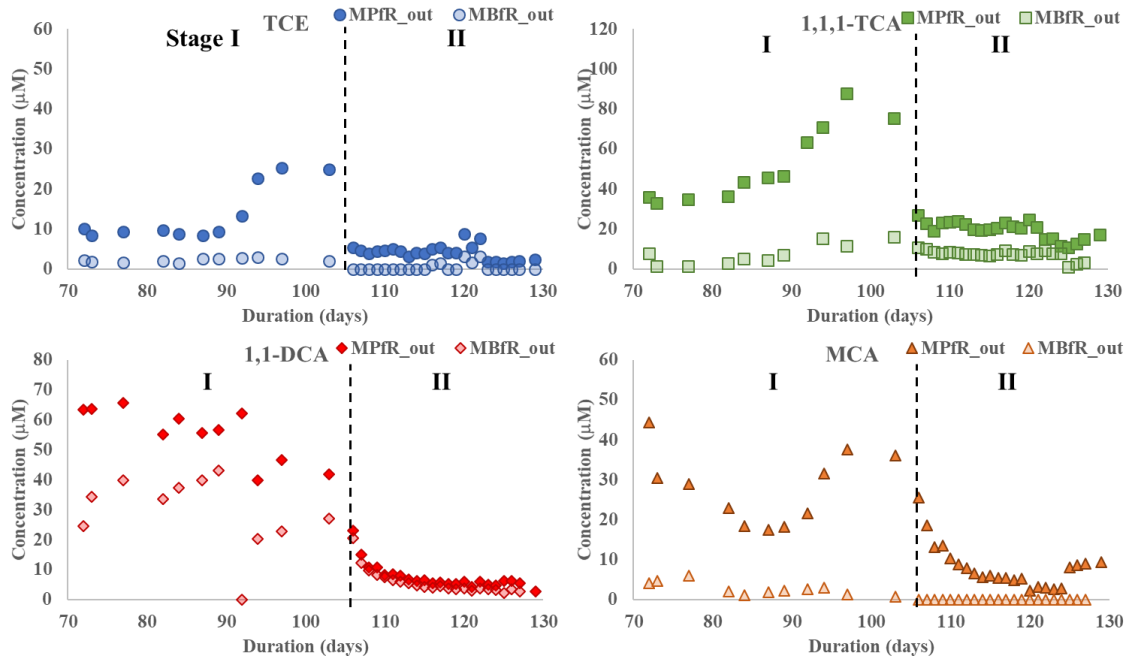 TCE MPfR_out MBfR_out
Stage I II
60
50
40
30
20
10
0
70 80 90 100 110 120 130
Concentration (μM)
Duration (days)
1,1,1-TCA MPfR_out MBfR_out
I II
120
100
80
60
40
20
0
70 80 90 100 110 120 130
Concentration (μM)
Duration (days)
1,1-DCA MPfR_out MBfR_out
I II
80
70
60
50
40
30
20
10
0
70 80 90 100 110 120 130
Concentration (μM)
Duration (days)
MCA MPfR_out MBfR_out
I II
60
50
40
30
20
10
0
70 80 90 100 110 120 130
Concentration (μM)
Duration (days)